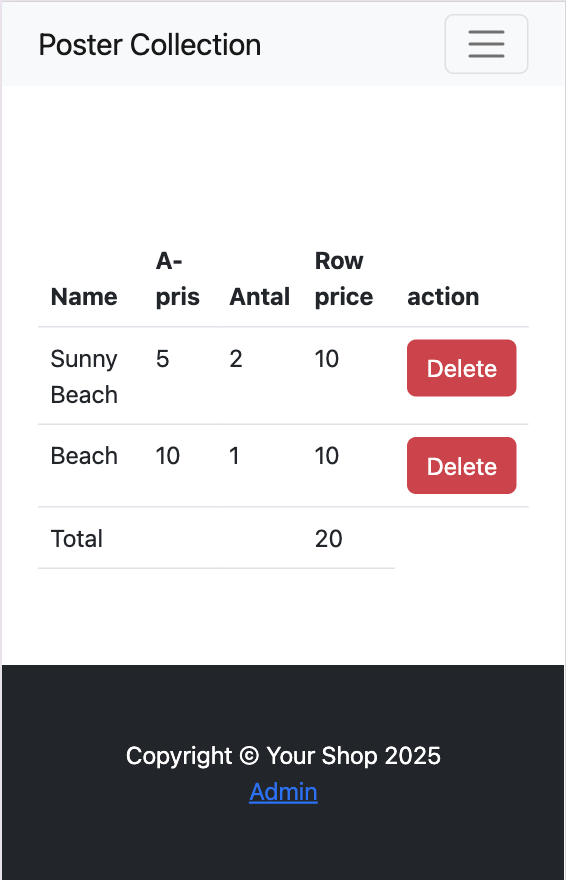 Poster Collection
Name A-pris Antal Row price action
Sunny Beach 5 2 10 Delete
Beach 10 1 10 Delete
Total 20
Copyright © Your Shop 2025
Admin